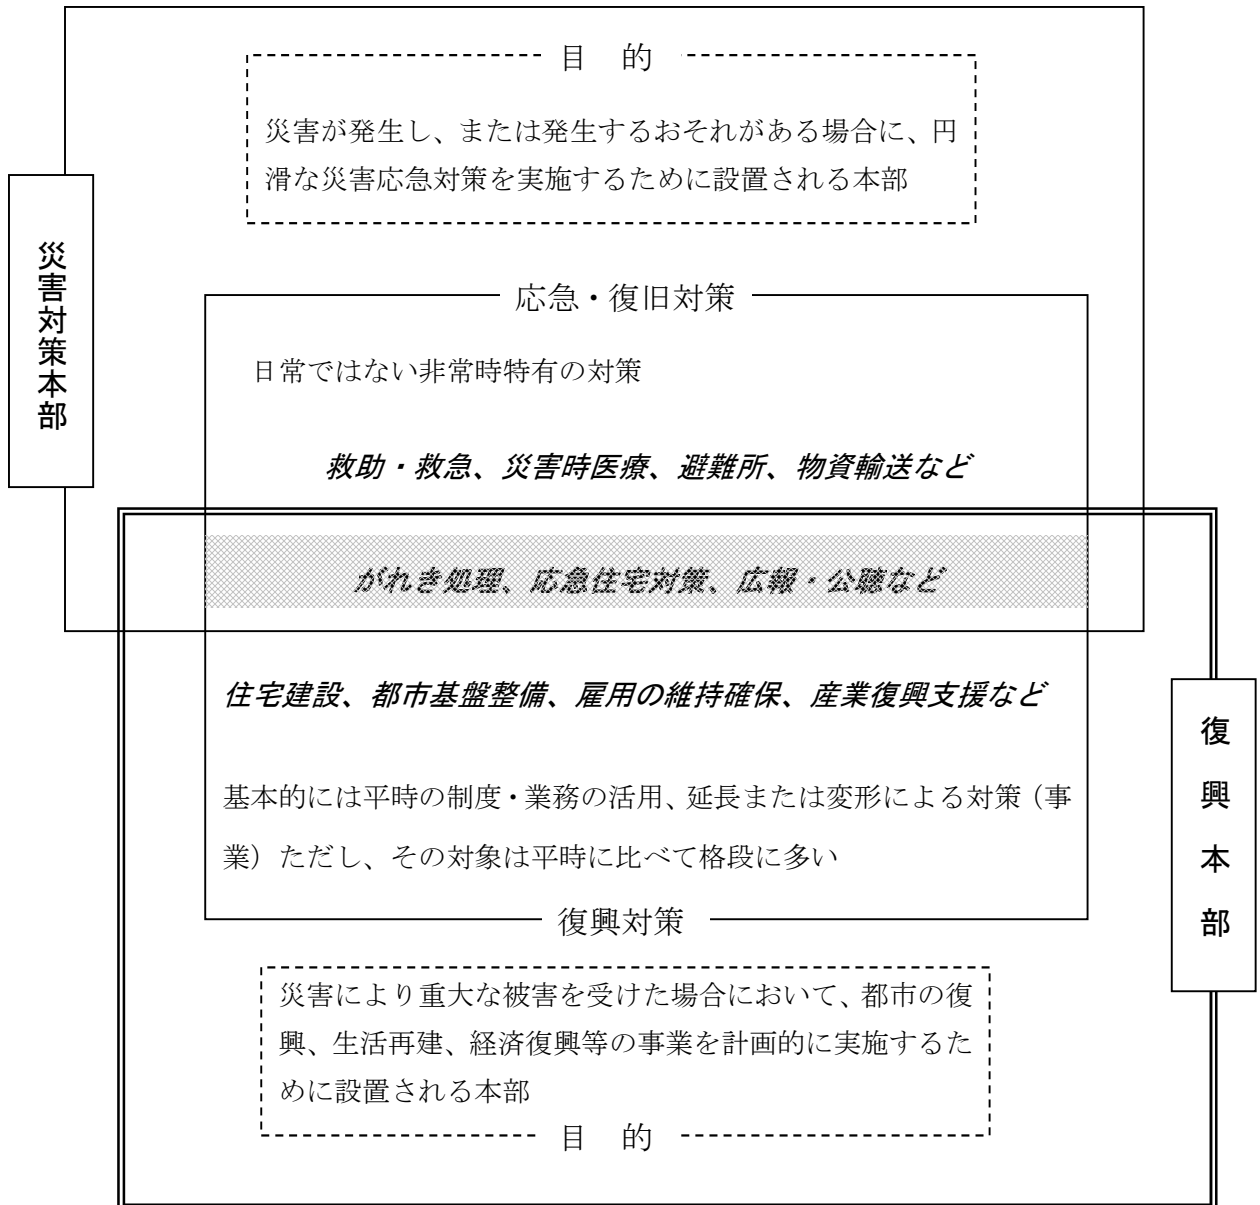 目 的
災害が発生し、または発生するおそれがある場合に、円
滑な災害応急対策を実施するために設置される本部
災害対策本部
応急・復旧対策
日常ではない非常時特有の対策
救助・救急、災害時医療、避難所、物資輸送など
がれき処理、応急住宅対策、広報・公聴など
住宅建設、都市基盤整備、雇用の維持確保、産業復興支援など
基本的には平時の制度・業務の活用、延長または変形による対策（事
業）ただし、その対象は平時に比べて格段に多い
復興対策
復興本部
災害により重大な被害を受けた場合において、都市の復
興、生活再建、経済復興等の事業を計画的に実施するた
めに設置される本部
目 的